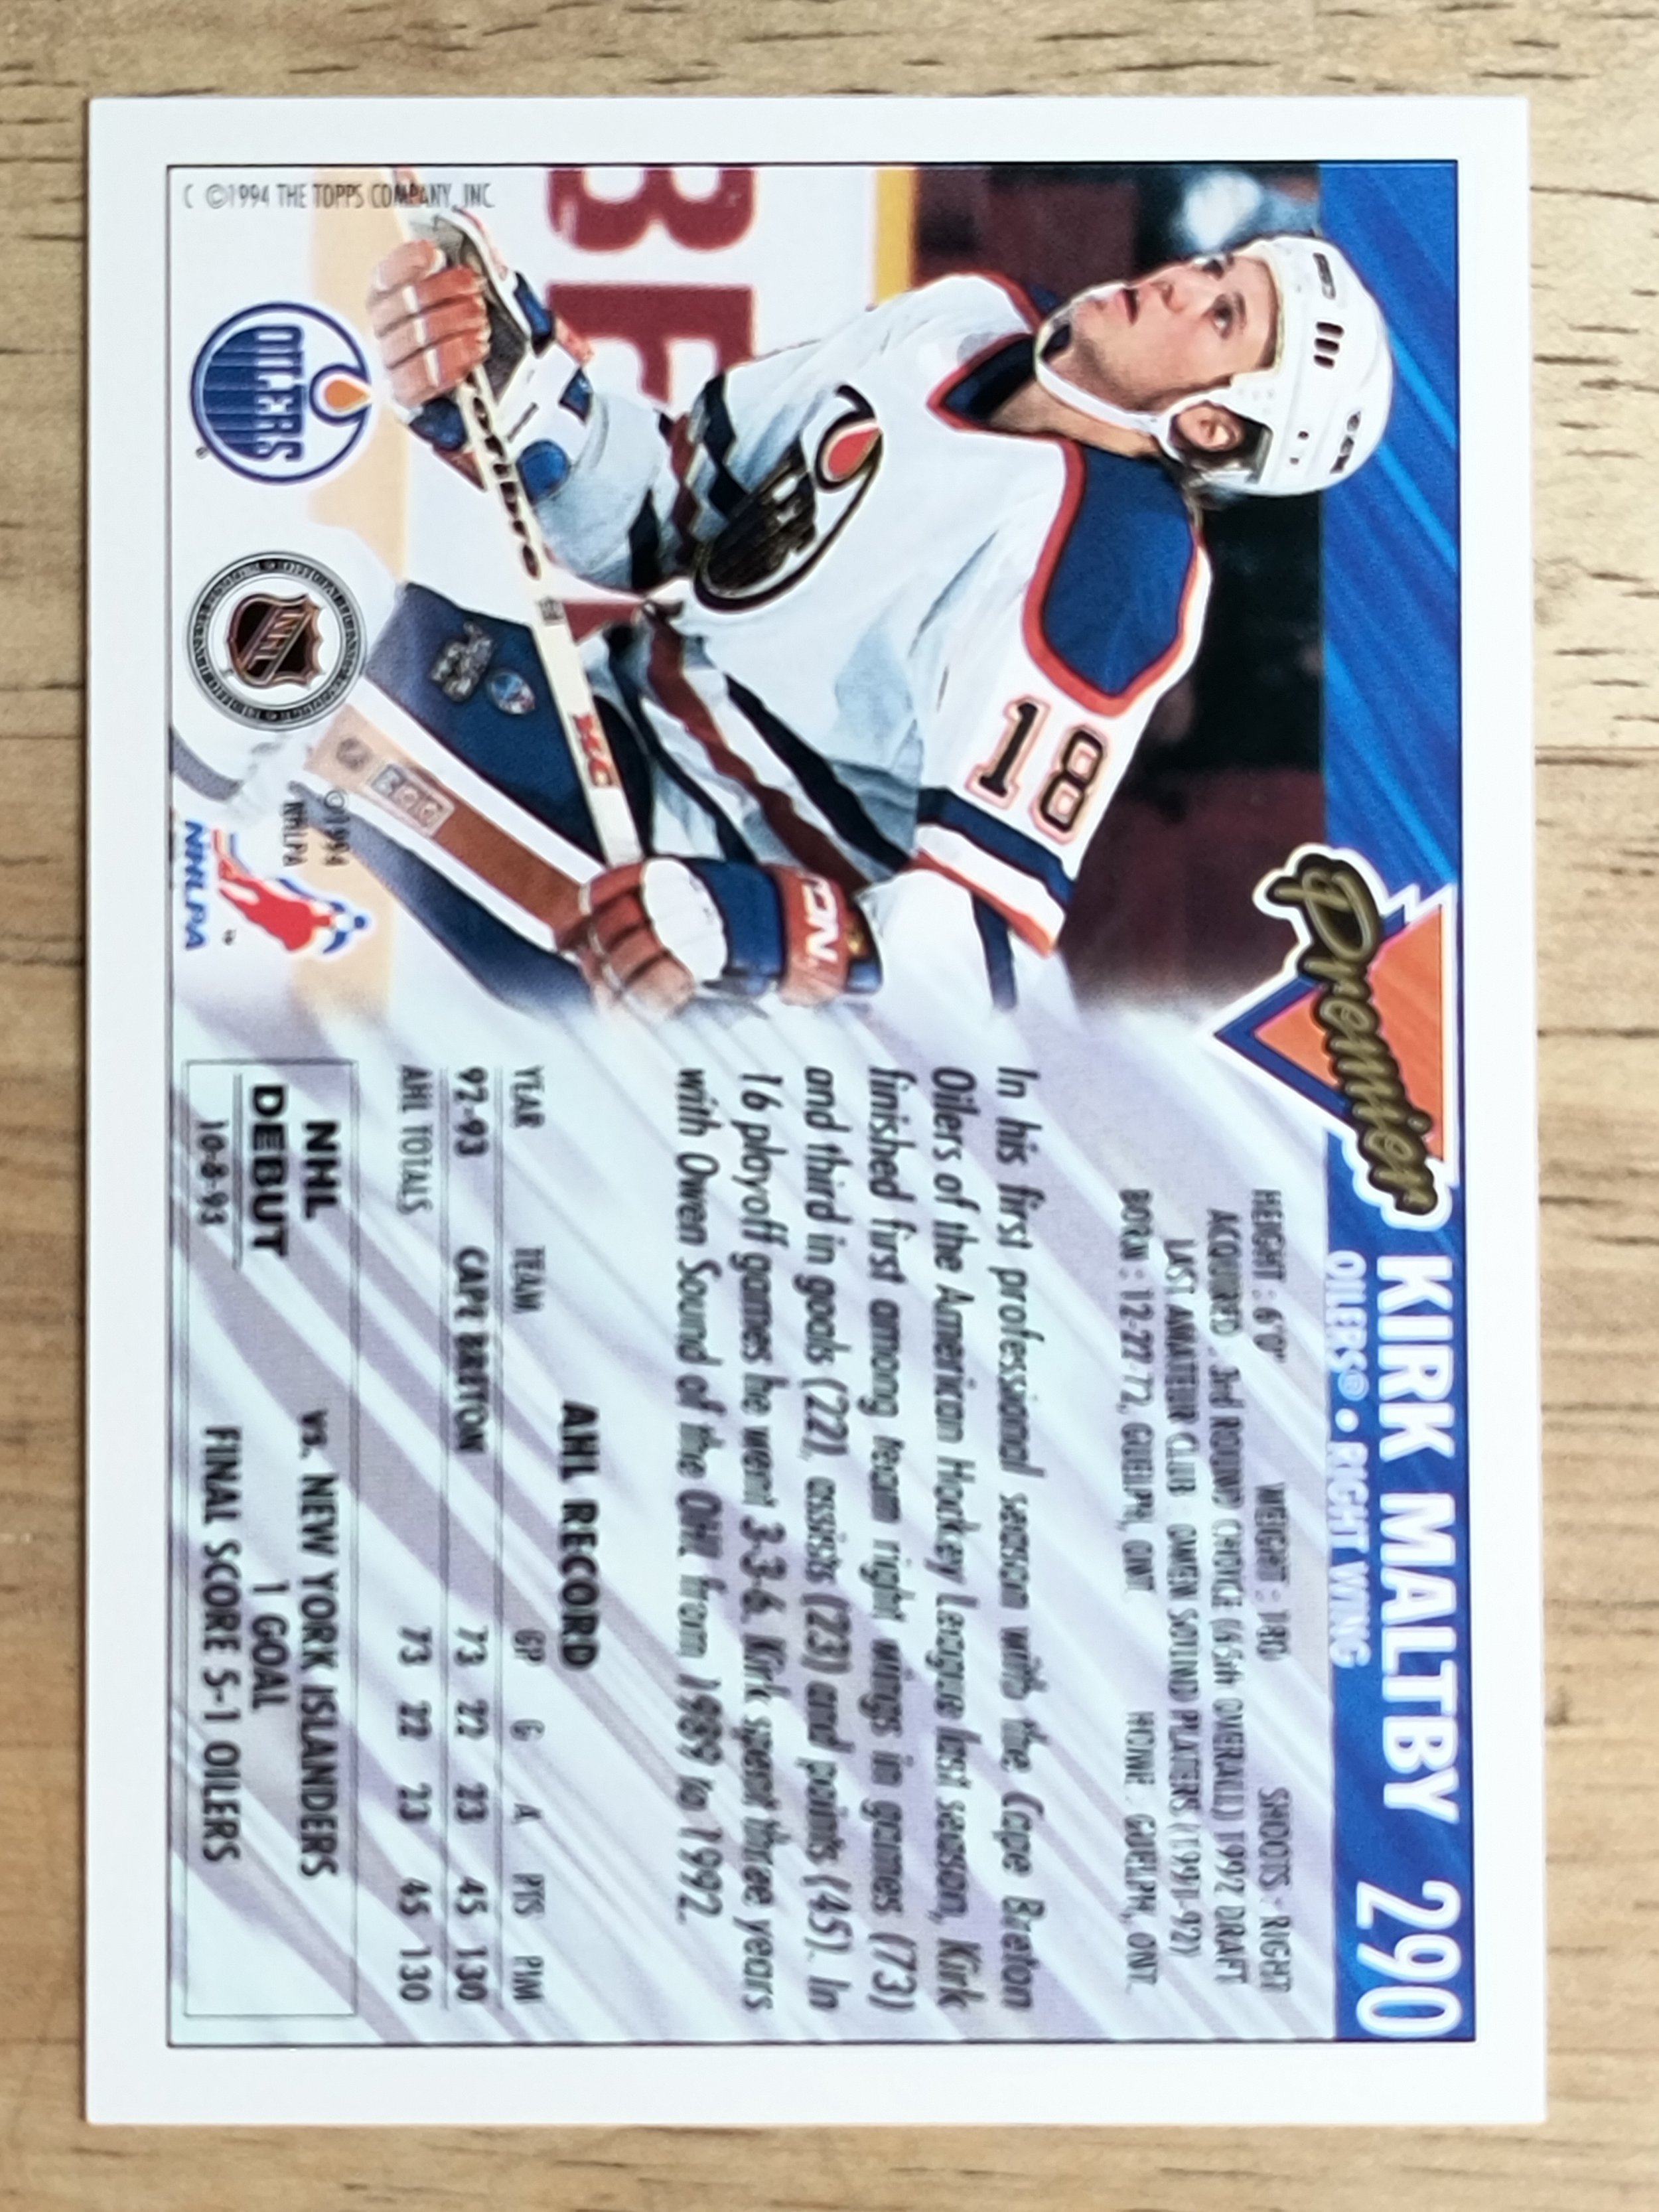 Premier
KIRK MALTBY 290
OILERS® • RIGHT WING
HEIGHT: 6'0" WEIGHT: 180 SHOOTS: RIGHT
ACQUIRED: 3rd ROUND CHOICE (65th OVERALL) 1992 DRAFT
LAST AMATEUR CLUB: OWEN SOUND PLATERS (1991-92)
BORN: 12-22-72, GUELPH, ONT. HOME: GUELPH, ONT.
In his first professional season with the Cape Breton
Oilers of the American Hockey League last season, Kirk
finished first among team right wings in games (73)
and third in goals (22), assists (23) and points (45). In
16 playoff games he went 3-3-6. Kirk spent three years
with Owen Sound of the OHL from 1989 to 1992.
AHL RECORD
YEAR TEAM GP G A PTS PIM
92-93 CAPE BRETON 73 22 23 45 130
AHL TOTALS 73 22 23 45 130
NHL
DEBUT
10-8-93
vs. NEW YORK ISLANDERS
1 GOAL
FINAL SCORE 5-1 OILERS
18
CCM
OILERS
NHL
©1994
NHLPA
NHLPA
C ©1994 THE TOPPS COMPANY, INC.